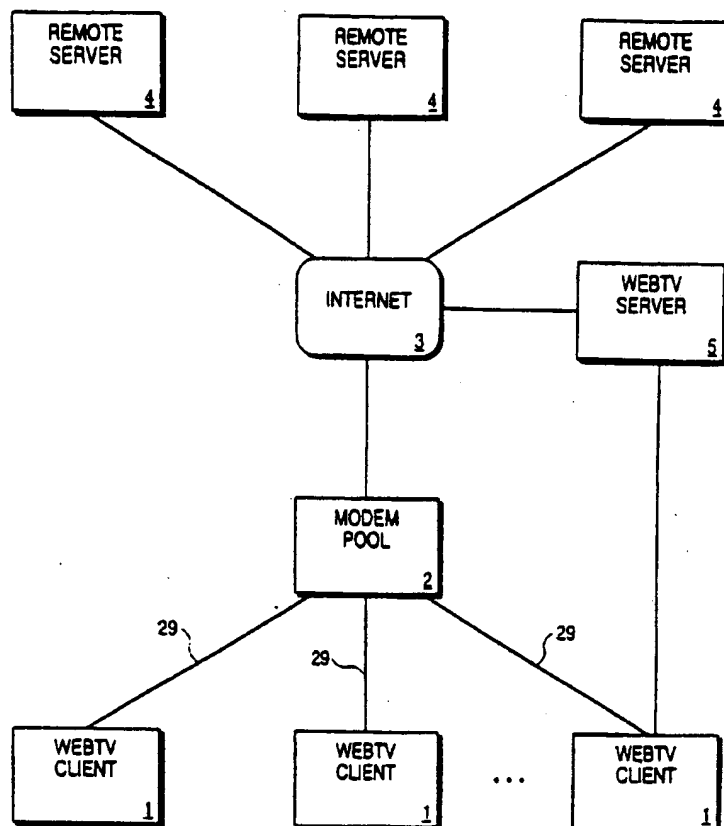 REMOTE
SERVER
4
REMOTE
SERVER
4
REMOTE
SERVER
4
INTERNET
3
WEBTV
SERVER
5
MODEM
POOL
2
29
29
29
WEBTV
CLIENT
1
WEBTV
CLIENT
1
...
WEBTV
CLIENT
1